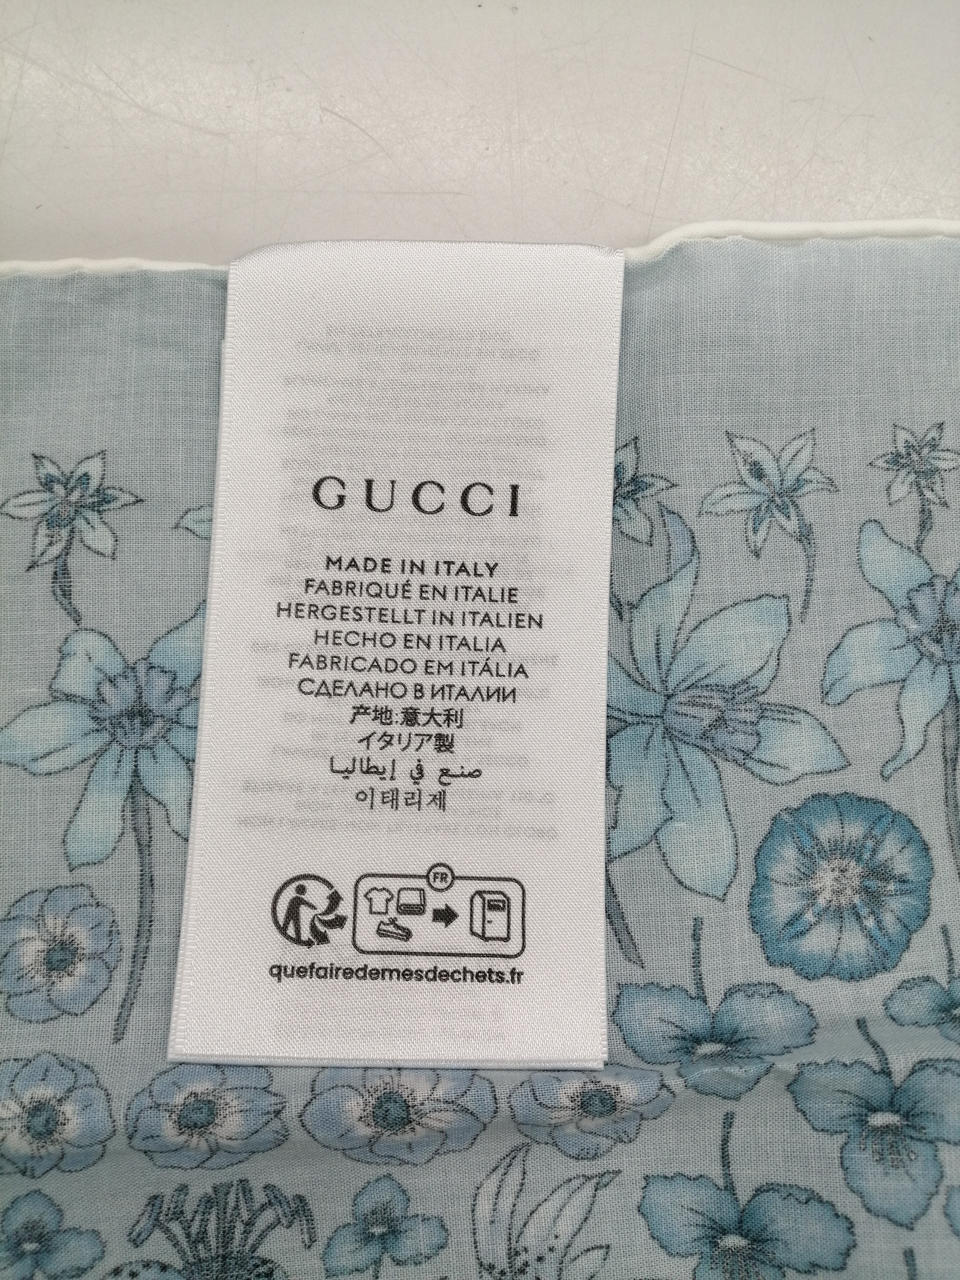 GUCCI
MADE IN ITALY
FABRIQUÉ EN ITALIE
HERGESTELLT IN ITALIEN
HECHO EN ITALIA
FABRICADO EM ITÁLIA
СДЕЛАНО В ИТАЛИИ
产地:意大利
イタリア製
صنع في إيطاليا
이태리제
FR
quefairedemesdechets.fr